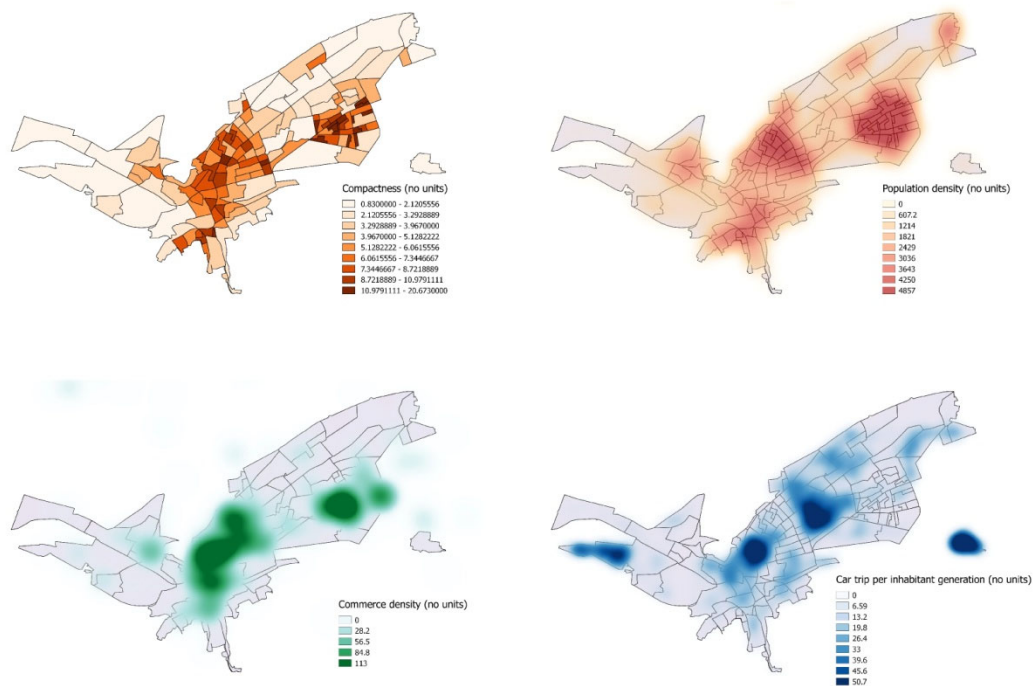 Compactness (no units)
0.8300000 - 2.1205556
2.1205556 - 3.2928889
3.2928889 - 3.9670000
3.9670000 - 5.1282222
5.1282222 - 6.0615556
6.0615556 - 7.3446667
7.3446667 - 8.7218889
8.7218889 - 10.9791111
10.9791111 - 20.6730000
Population density (no units)
0
607.2
1214
1821
2429
3036
3643
4250
4857
Commerce density (no units)
0
28.2
56.5
84.8
113
Car trip per inhabitant generation (no units)
0
6.59
13.2
19.8
26.4
33
39.6
45.6
50.7